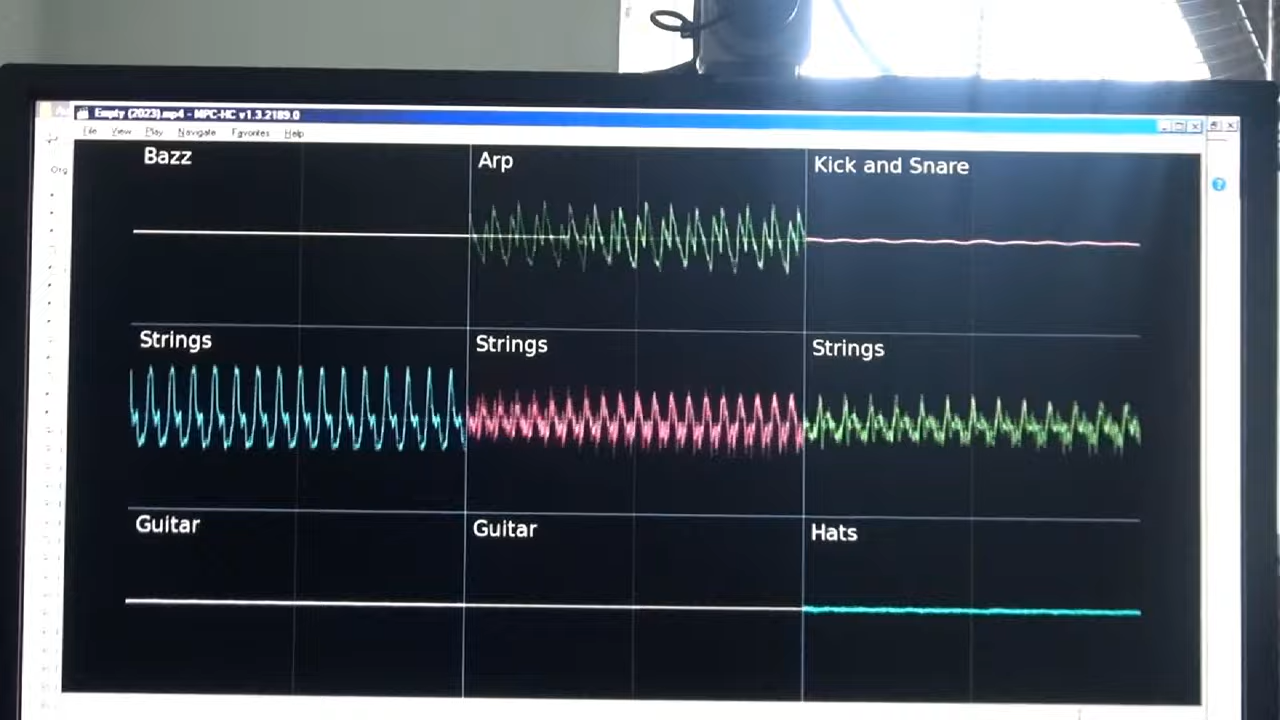 Empty (2023).mp4 - MPC-HC v1.3.2189.0
File View Play Navigate Favorites Help
Org
Bazz
Arp
Kick and Snare
Strings
Strings
Strings
Guitar
Guitar
Hats